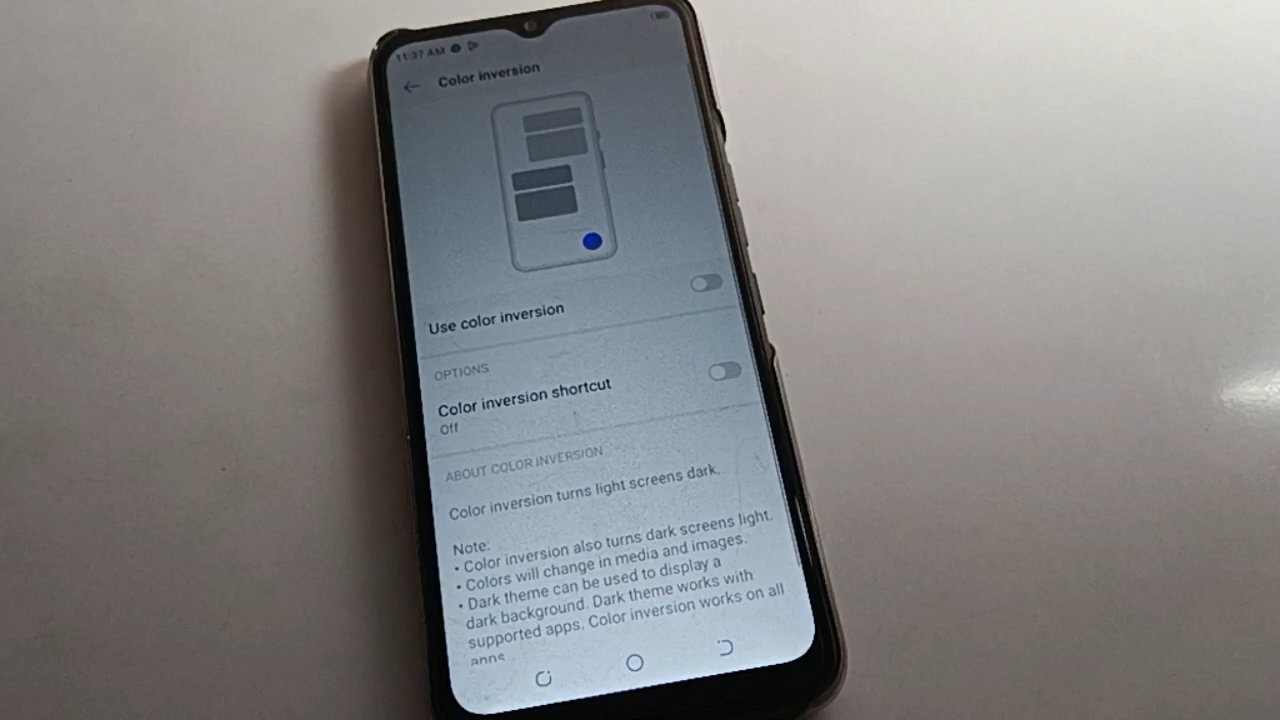 11:37 AM
Color inversion
Use color inversion
OPTIONS
Color inversion shortcut
Off
ABOUT COLOR INVERSION
Color inversion turns light screens dark.
Note:
• Color inversion also turns dark screens light.
• Colors will change in media and images.
• Dark theme can be used to display a
dark background. Dark theme works with
supported apps. Color inversion works on all
apps